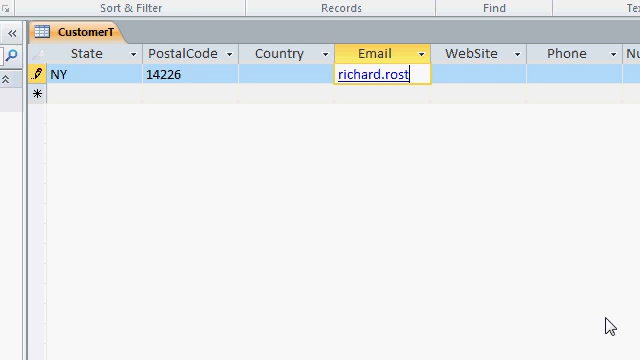 Sort & Filter Records Find
CustomerT
State PostalCode Country Email WebSite Phone
NY 14226 richard.rost